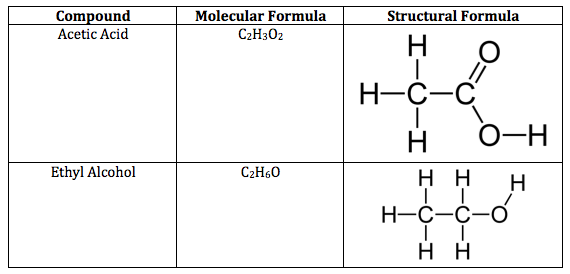 Compound Molecular Formula Structural Formula
Acetic Acid C2H3O2
H O
H–C–C
H O–H
Ethyl Alcohol C2H6O
H H H
H–C–C–O
H H